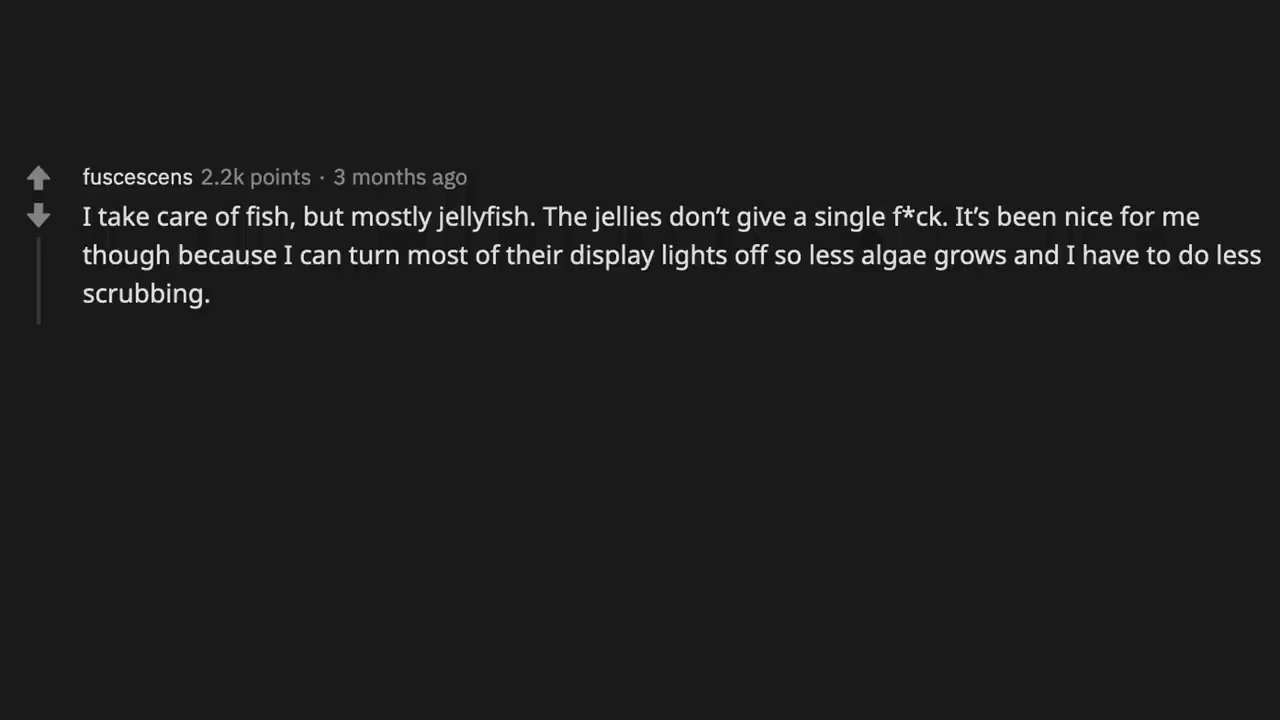 fuscescens 2.2k points · 3 months ago
I take care of fish, but mostly jellyfish. The jellies don’t give a single f*ck. It’s been nice for me
though because I can turn most of their display lights off so less algae grows and I have to do less
scrubbing.